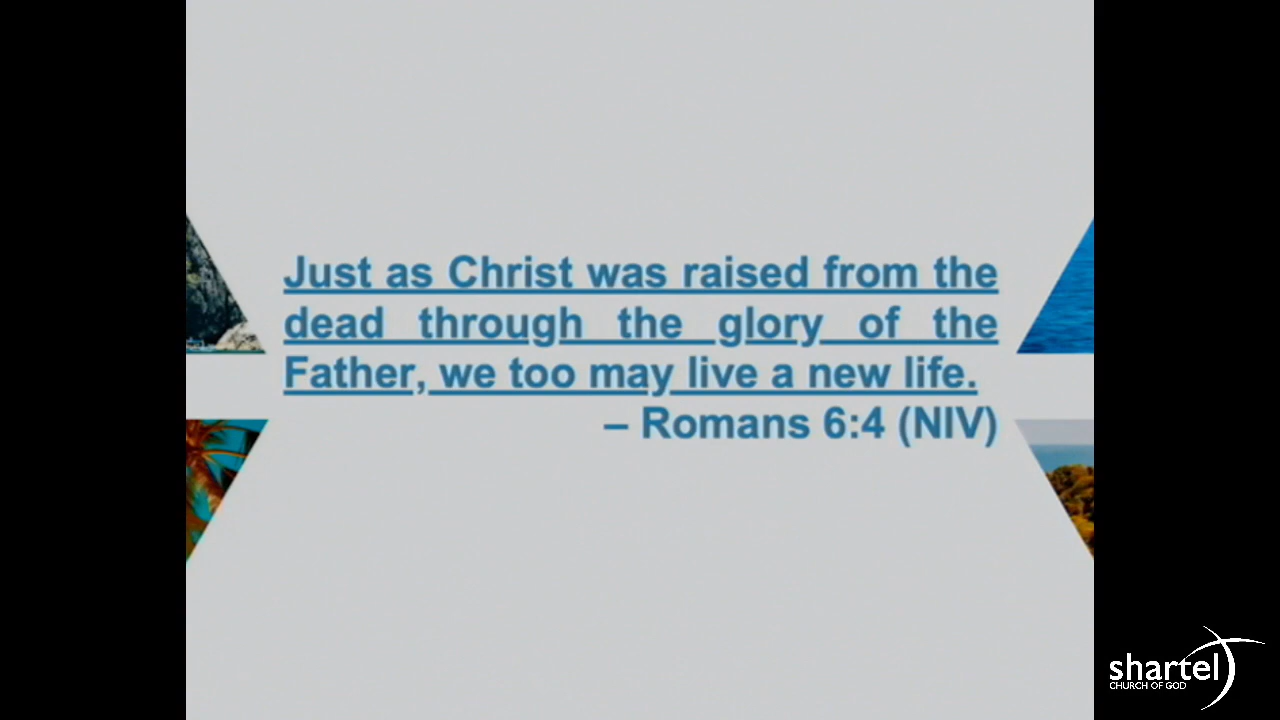 Just as Christ was raised from the
dead through the glory of the
Father, we too may live a new life.
– Romans 6:4 (NIV)
shartel
CHURCH OF GOD